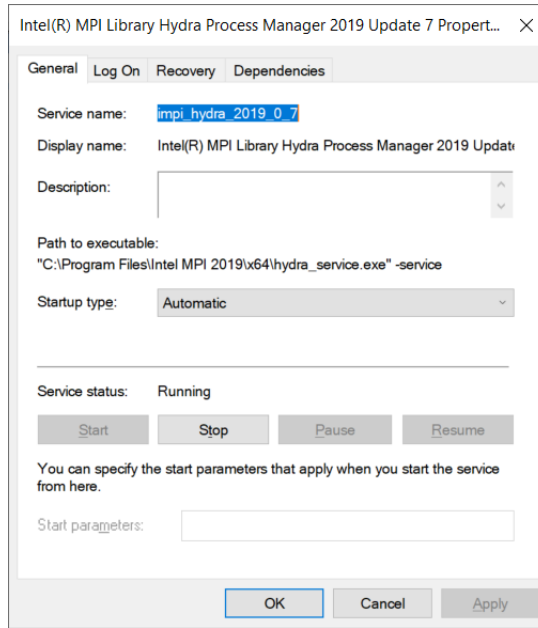 Intel(R) MPI Library Hydra Process Manager 2019 Update 7 Propert...
General Log On Recovery Dependencies
Service name: impi_hydra_2019_0_7
Display name: Intel(R) MPI Library Hydra Process Manager 2019 Update
Description:
Path to executable:
"C:\Program Files\Intel MPI 2019\x64\hydra_service.exe" -service
Startup type: Automatic
Service status: Running
Start Stop Pause Resume
You can specify the start parameters that apply when you start the service
from here.
Start parameters:
OK Cancel Apply